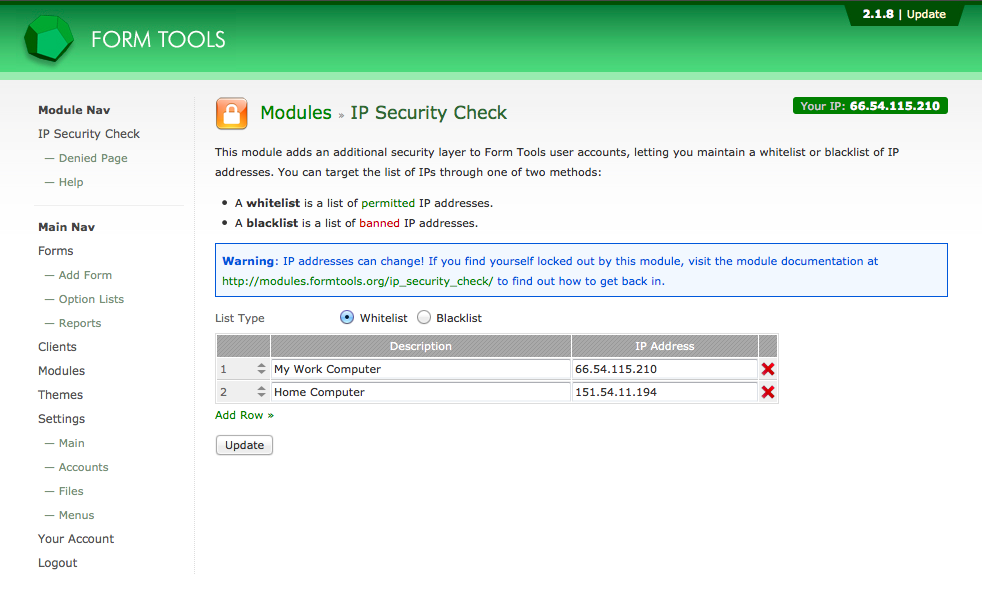 2.1.8 | Update
FORM TOOLS
Module Nav
IP Security Check
— Denied Page
— Help
Main Nav
Forms
— Add Form
— Option Lists
— Reports
Clients
Modules
Themes
Settings
— Main
— Accounts
— Files
— Menus
Your Account
Logout
Modules » IP Security Check
Your IP: 66.54.115.210
This module adds an additional security layer to Form Tools user accounts, letting you maintain a whitelist or blacklist of IP
addresses. You can target the list of IPs through one of two methods:
• A whitelist is a list of permitted IP addresses.
• A blacklist is a list of banned IP addresses.
Warning: IP addresses can change! If you find yourself locked out by this module, visit the module documentation at
http://modules.formtools.org/ip_security_check/ to find out how to get back in.
List Type Whitelist Blacklist
Description IP Address
1 My Work Computer 66.54.115.210
2 Home Computer 151.54.11.194
Add Row »
Update